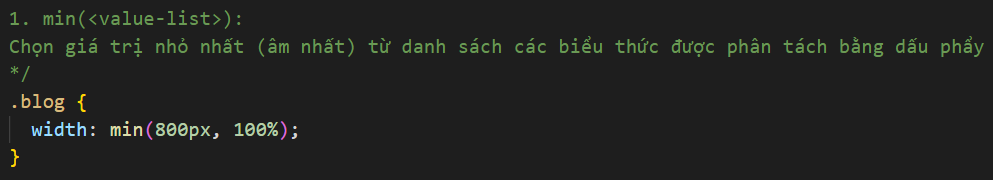 1. min(<value-list>):
Chọn giá trị nhỏ nhất (âm nhất) từ danh sách các biểu thức được phân tách bằng dấu phẩy
*/
.blog {
  width: min(800px, 100%);
}